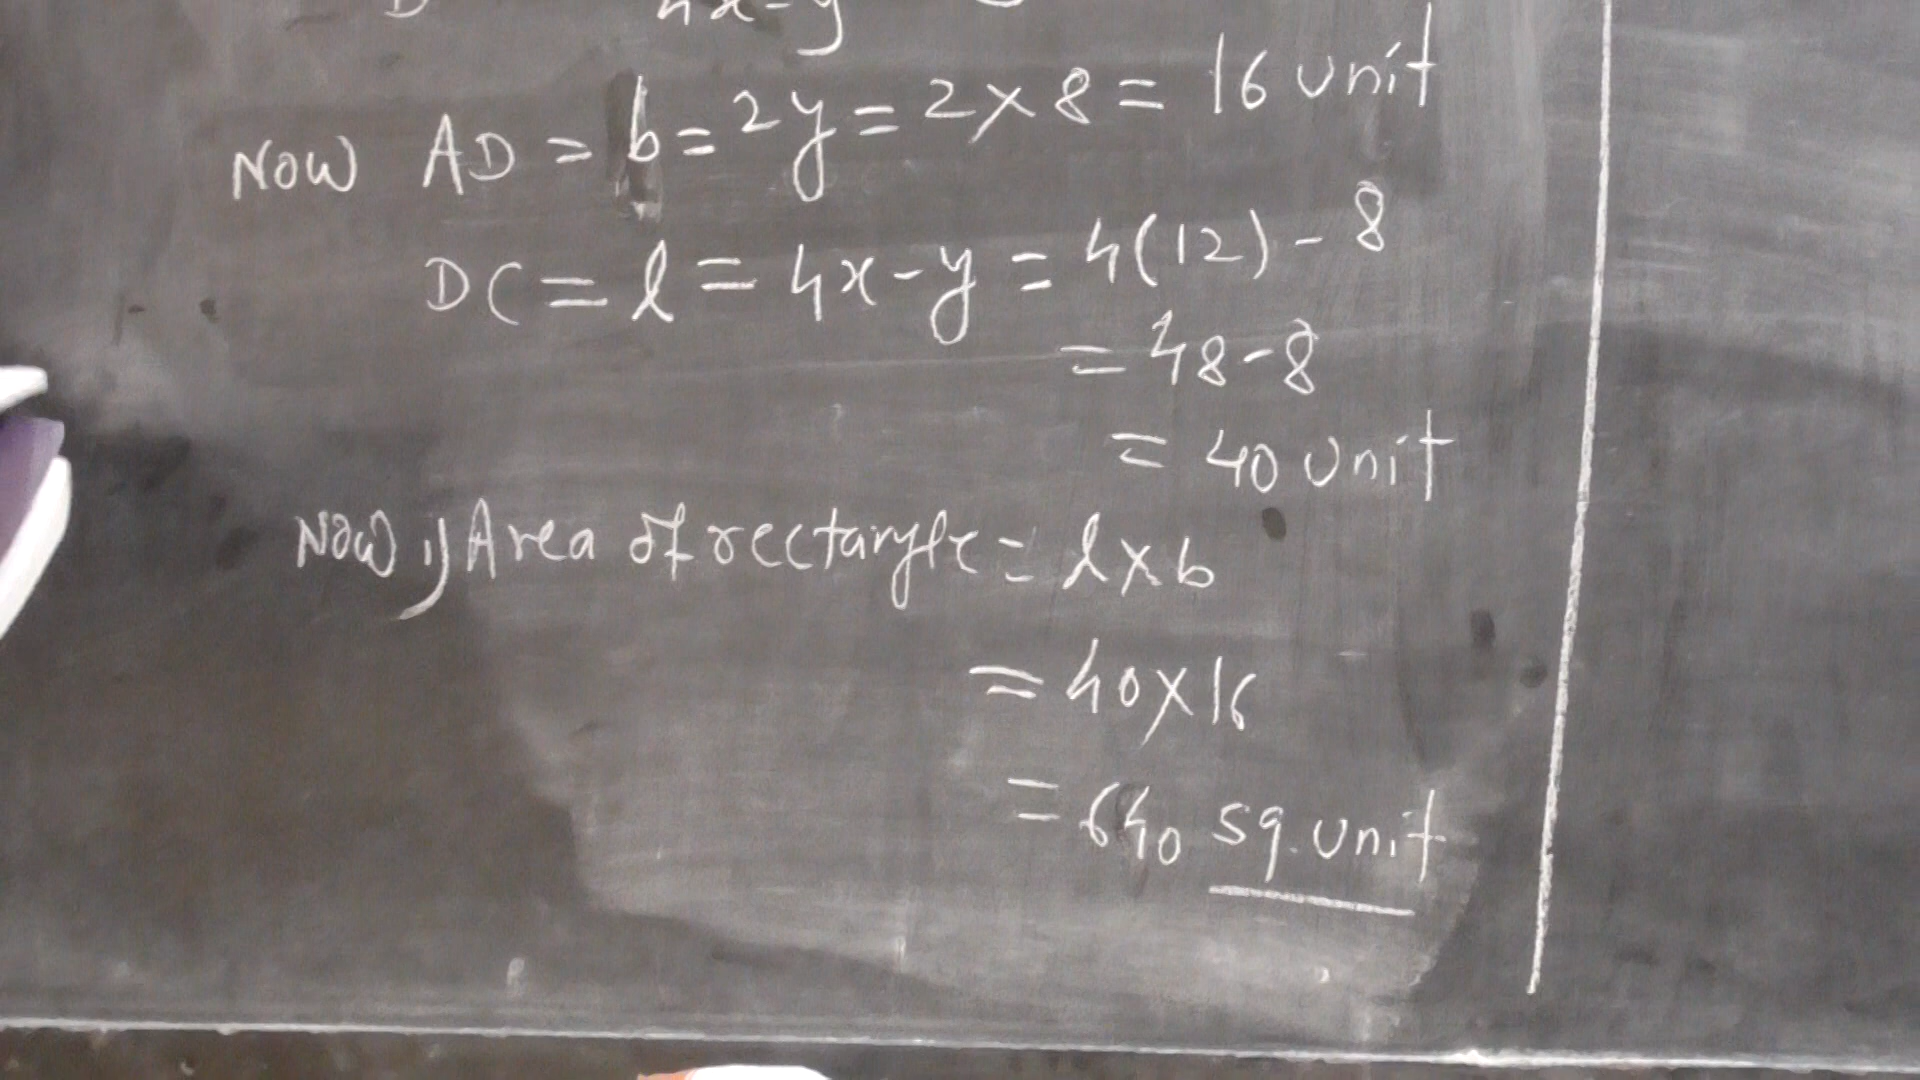 D 4x-y
Now AD = b = 2y = 2 × 8 = 16 unit
DC = l = 4x-y = 4(12) - 8
= 48-8
= 40 unit
Now i) Area of rectangle = l×b
= 40×16
= 640 sq. unit